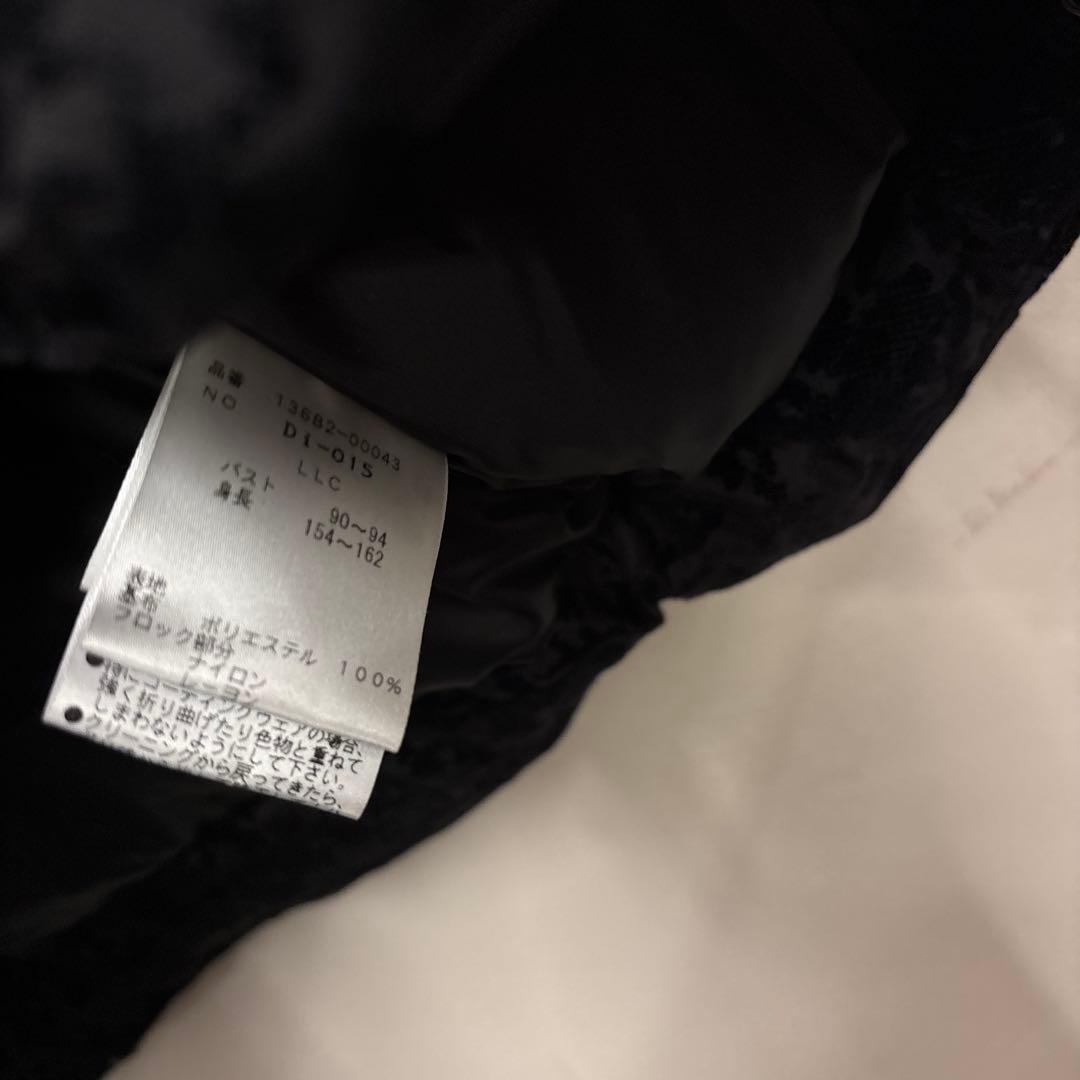 品番 13682-00043
NO Di-015
LLC
バスト 90～94
身長 154～162
表地
基布 ポリエステル 100%
フロック部分
ナイロン
レーヨン
特にコーティングウエアの場合、
強く折り曲げたり色物と重ねて
しまわないようにして下さい。
クリーニングから戻ってきたら、